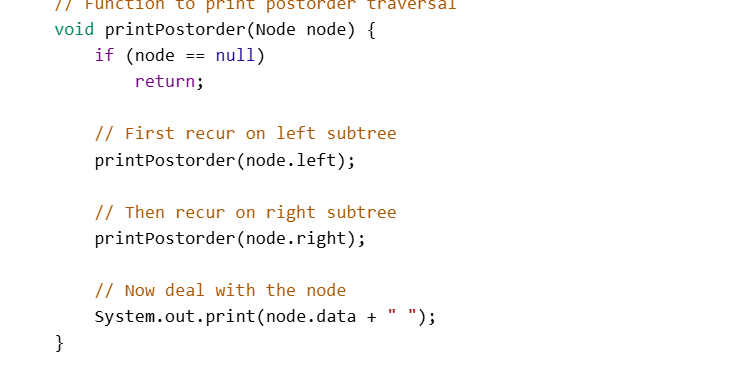 // Function to print postorder traversal
void printPostorder(Node node) {
if (node == null)
return;
// First recur on left subtree
printPostorder(node.left);
// Then recur on right subtree
printPostorder(node.right);
// Now deal with the node
System.out.print(node.data + " ");
}